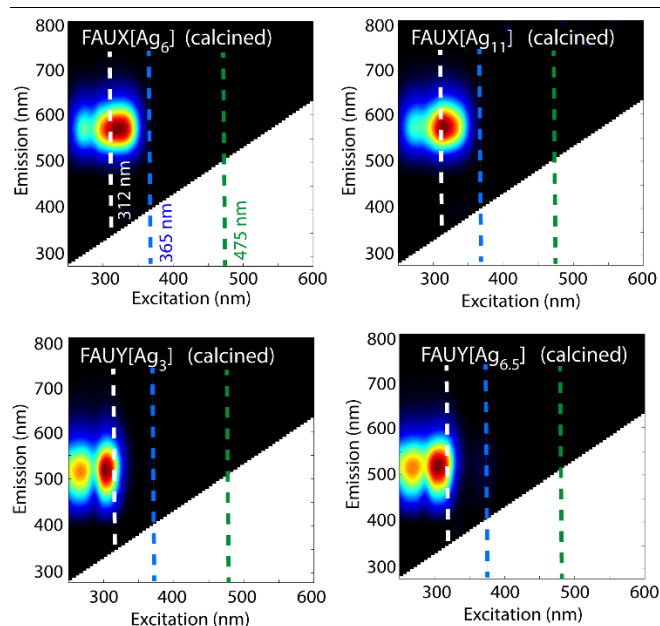 FAUX[Ag6] (calcined)
800
700
600
500
400
300
Emission (nm)
312 nm
365 nm
475 nm
300 400 500 600
Excitation (nm)
FAUX[Ag11] (calcined)
800
700
600
500
400
300
Emission (nm)
300 400 500 600
Excitation (nm)
FAUY[Ag3] (calcined)
800
700
600
500
400
300
Emission (nm)
300 400 500 600
Excitation (nm)
FAUY[Ag6.5] (calcined)
800
700
600
500
400
300
Emission (nm)
300 400 500 600
Excitation (nm)